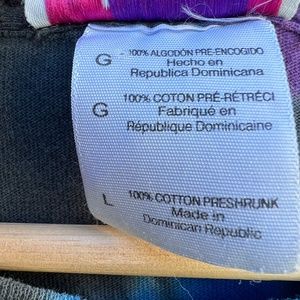 G 100% ALGODÓN PRE-ENCOGIDO
Hecho en
Republica Dominicana
G 100% COTON PRÉ-RÉTRÉCI
Fabriqué en
République Dominicaine
L 100% COTTON PRESHRUNK
Made in
Dominican Republic